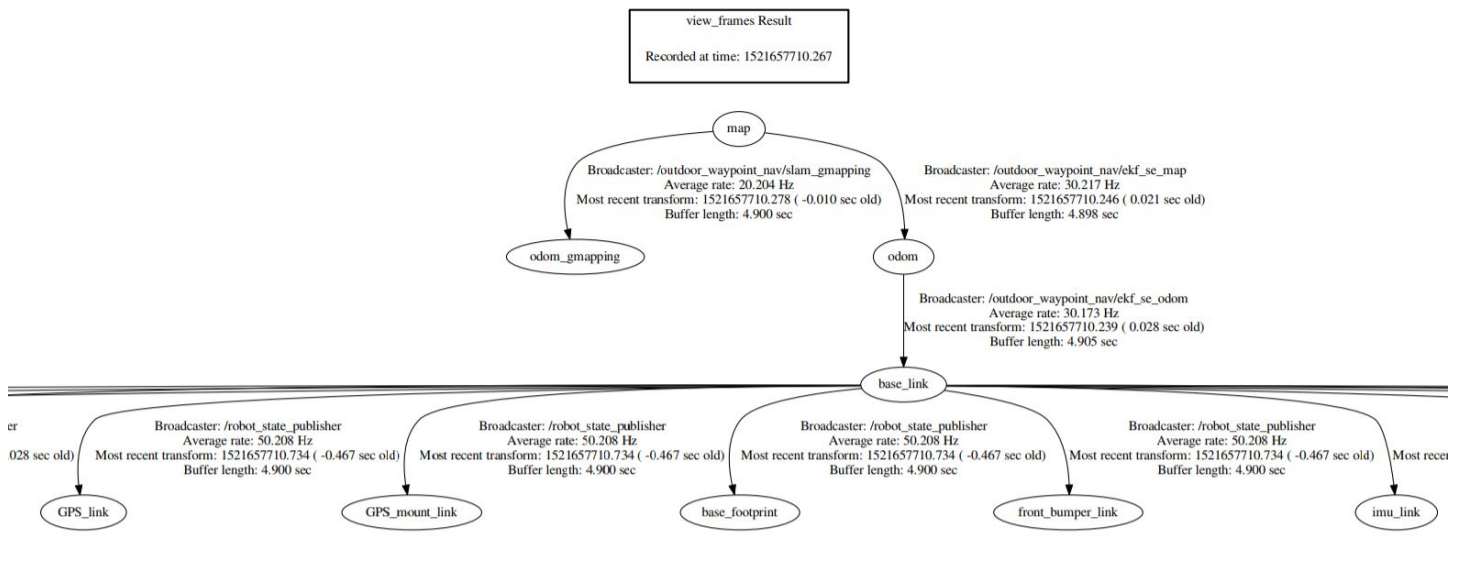 view_frames Result
Recorded at time: 1521657710.267
map
Broadcaster: /outdoor_waypoint_nav/slam_gmapping
Average rate: 20.204 Hz
Most recent transform: 1521657710.278 ( -0.010 sec old)
Buffer length: 4.900 sec
Broadcaster: /outdoor_waypoint_nav/ekf_se_map
Average rate: 30.217 Hz
Most recent transform: 1521657710.246 ( 0.021 sec old)
Buffer length: 4.898 sec
odom_gmapping
odom
Broadcaster: /outdoor_waypoint_nav/ekf_se_odom
Average rate: 30.173 Hz
Most recent transform: 1521657710.239 ( 0.028 sec old)
Buffer length: 4.905 sec
base_link
er
028 sec old)
Broadcaster: /robot_state_publisher
Average rate: 50.208 Hz
Most recent transform: 1521657710.734 ( -0.467 sec old)
Buffer length: 4.900 sec
Broadcaster: /robot_state_publisher
Average rate: 50.208 Hz
Most recent transform: 1521657710.734 ( -0.467 sec old)
Buffer length: 4.900 sec
Broadcaster: /robot_state_publisher
Average rate: 50.208 Hz
Most recent transform: 1521657710.734 ( -0.467 sec old)
Buffer length: 4.900 sec
Broadcaster: /robot_state_publisher
Average rate: 50.208 Hz
Most recent transform: 1521657710.734 ( -0.467 sec old)
Buffer length: 4.900 sec
Most recen
GPS_link
GPS_mount_link
base_footprint
front_bumper_link
imu_link